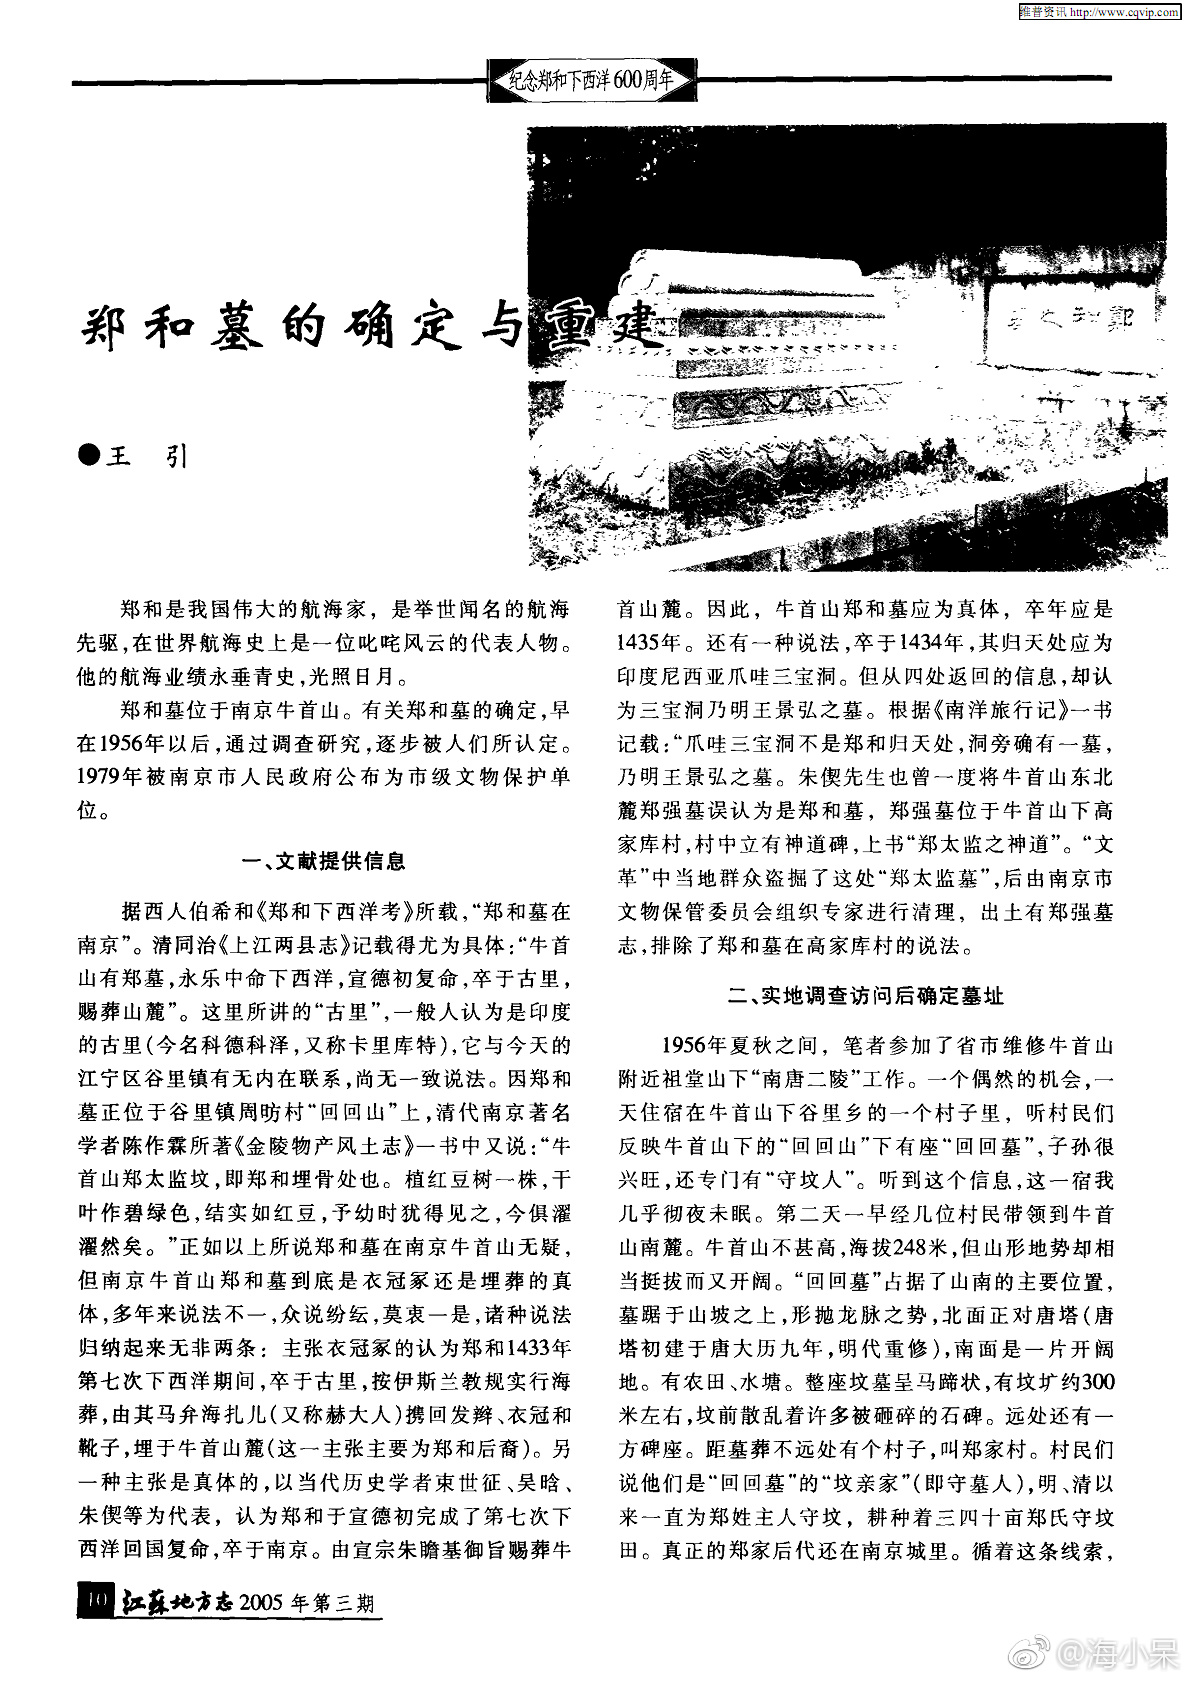 维普资讯 http://www.cqvip.com
纪念郑和下西洋600周年
郑和墓的确定与重建
鄭和之墓
●王 引
郑和是我国伟大的航海家，是举世闻名的航海
先驱,在世界航海史上是一位叱咤风云的代表人物。
他的航海业绩永垂青史,光照日月。
郑和墓位于南京牛首山。有关郑和墓的确定,早
在1956年以后,通过调查研究,逐步被人们所认定。
1979年被南京市人民政府公布为市级文物保护单
位。
一、文献提供信息
据西人伯希和《郑和下西洋考》所载,“郑和墓在
南京”。清同治《上江两县志》记载得尤为具体:“牛首
山有郑墓,永乐中命下西洋,宣德初复命,卒于古里,
赐葬山麓”。这里所讲的“古里”,一般人认为是印度
的古里(今名科德科泽,又称卡里库特),它与今天的
江宁区谷里镇有无内在联系,尚无一致说法。因郑和
墓正位于谷里镇周昉村“回回山”上,清代南京著名
学者陈作霖所著《金陵物产风土志》一书中又说:“牛
首山郑太监坟,即郑和埋骨处也。植红豆树一株,干
叶作碧绿色,结实如红豆,予幼时犹得见之,今俱濯
濯然矣。”正如以上所说郑和墓在南京牛首山无疑,
但南京牛首山郑和墓到底是衣冠冢还是埋葬的真
体,多年来说法不一,众说纷纭,莫衷一是,诸种说法
归纳起来无非两条：主张衣冠冢的认为郑和1433年
第七次下西洋期间,卒于古里,按伊斯兰教规实行海
葬,由其马弁海扎儿(又称赫大人)携回发辫、衣冠和
靴子,埋于牛首山麓(这一主张主要为郑和后裔)。另
一种主张是真体的,以当代历史学者束世征、吴晗、
朱偰等为代表，认为郑和于宣德初完成了第七次下
西洋回国复命,卒于南京。由宣宗朱瞻基御旨赐葬牛
首山麓。因此，牛首山郑和墓应为真体，卒年应是
1435年。还有一种说法,卒于1434年,其归天处应为
印度尼西亚爪哇三宝洞。但从四处返回的信息,却认
为三宝洞乃明王景弘之墓。根据《南洋旅行记》一书
记载:“爪哇三宝洞不是郑和归天处,洞旁确有一墓,
乃明王景弘之墓。朱偰先生也曾一度将牛首山东北
麓郑强墓误认为是郑和墓，郑强墓位于牛首山下高
家库村,村中立有神道碑,上书“郑太监之神道”。“文
革”中当地群众盗掘了这处“郑太监墓”,后由南京市
文物保管委员会组织专家进行清理，出土有郑强墓
志,排除了郑和墓在高家库村的说法。
二、实地调查访问后确定墓址
1956年夏秋之间，笔者参加了省市维修牛首山
附近祖堂山下“南唐二陵”工作。一个偶然的机会,一
天住宿在牛首山下谷里乡的一个村子里，听村民们
反映牛首山下的“回回山”下有座“回回墓”,子孙很
兴旺,还专门有“守坟人”。听到这个信息,这一宿我
几乎彻夜未眠。第二天一早经几位村民带领到牛首
山南麓。牛首山不甚高,海拔248米,但山形地势却相
当挺拔而又开阔。“回回墓”占据了山南的主要位置,
墓踞于山坡之上,形抛龙脉之势,北面正对唐塔(唐
塔初建于唐大历九年,明代重修),南面是一片开阔
地。有农田、水塘。整座坟墓呈马蹄状,有坟圹约300
米左右,坟前散乱着许多被砸碎的石碑。远处还有一
方碑座。距墓葬不远处有个村子,叫郑家村。村民们
说他们是“回回墓”的“坟亲家”(即守墓人),明、清以
来一直为郑姓主人守坟，耕种着三四十亩郑氏守坟
田。真正的郑家后代还在南京城里。循着这条线索,
10 江苏地方志 2005 年第三期
@海小呆